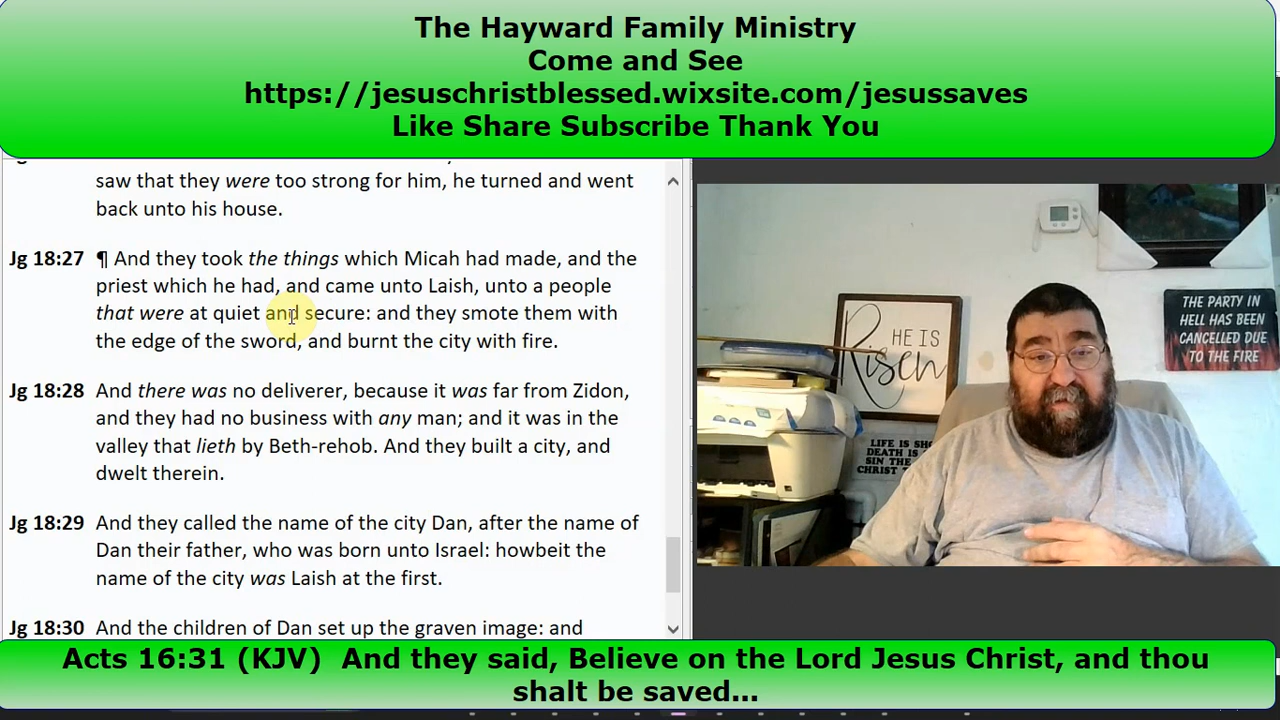 The Hayward Family Ministry
Come and See
https://jesuschristblessed.wixsite.com/jesussaves
Like Share Subscribe Thank You
saw that they were too strong for him, he turned and went
back unto his house.
Jg 18:27 ¶ And they took the things which Micah had made, and the
priest which he had, and came unto Laish, unto a people
that were at quiet and secure: and they smote them with
the edge of the sword, and burnt the city with fire.
Jg 18:28 And there was no deliverer, because it was far from Zidon,
and they had no business with any man; and it was in the
valley that lieth by Beth-rehob. And they built a city, and
dwelt therein.
Jg 18:29 And they called the name of the city Dan, after the name of
Dan their father, who was born unto Israel: howbeit the
name of the city was Laish at the first.
Jg 18:30 And the children of Dan set up the graven image: and
HE IS
Risen
LIFE IS
DEATH IS
SIN THE
CHRIST
THE PARTY IN
HELL HAS BEEN
CANCELLED DUE
TO THE FIRE
Acts 16:31 (KJV) And they said, Believe on the Lord Jesus Christ, and thou
shalt be saved...